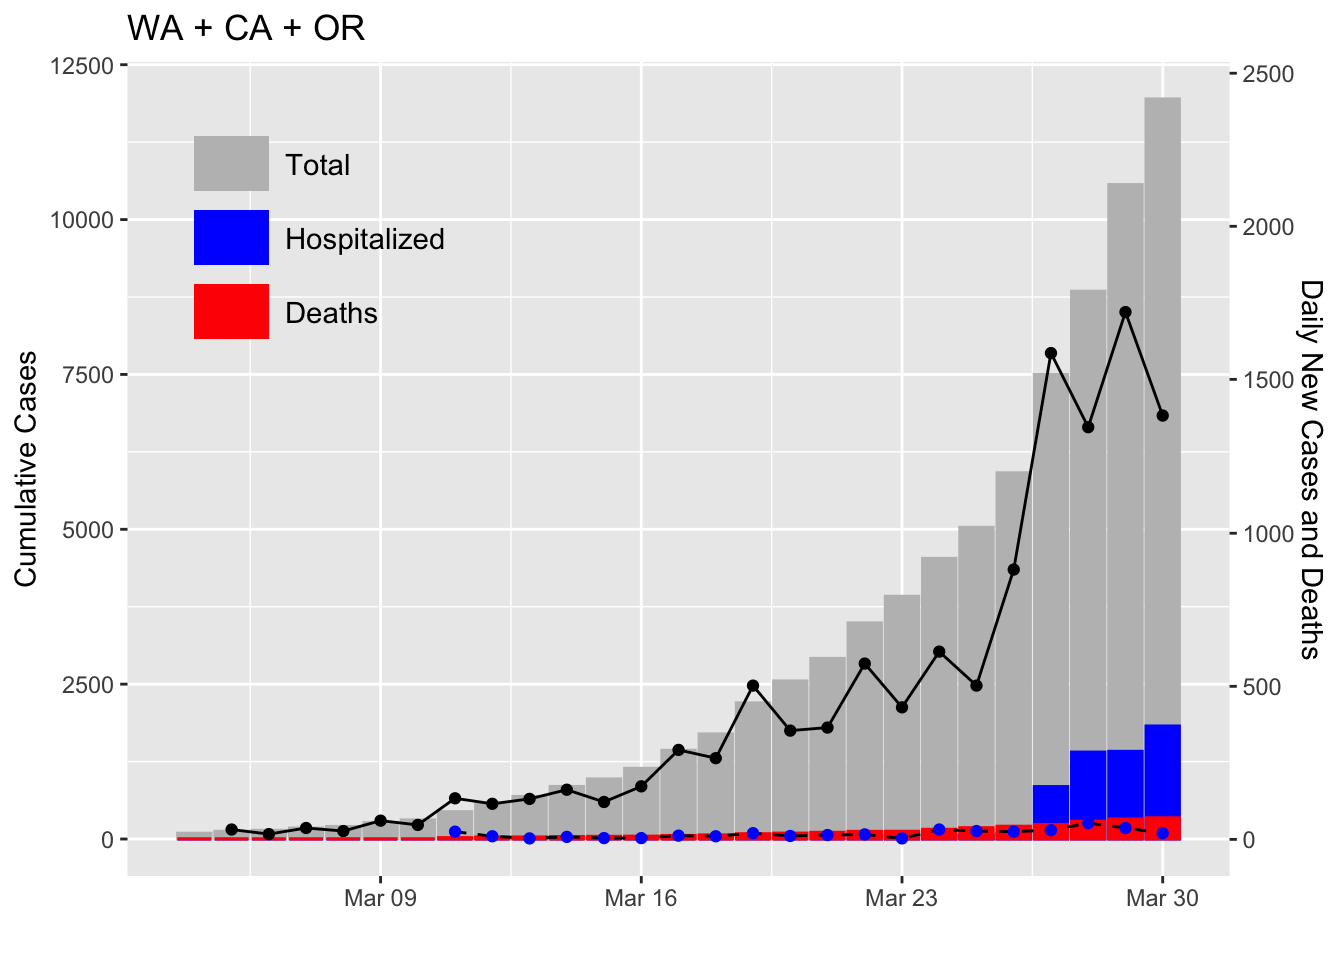 WA + CA + OR
12500
10000
7500
5000
2500
0
Cumulative Cases
Total
Hospitalized
Deaths
2500
2000
1500
1000
500
0
Daily New Cases and Deaths
Mar 09
Mar 16
Mar 23
Mar 30